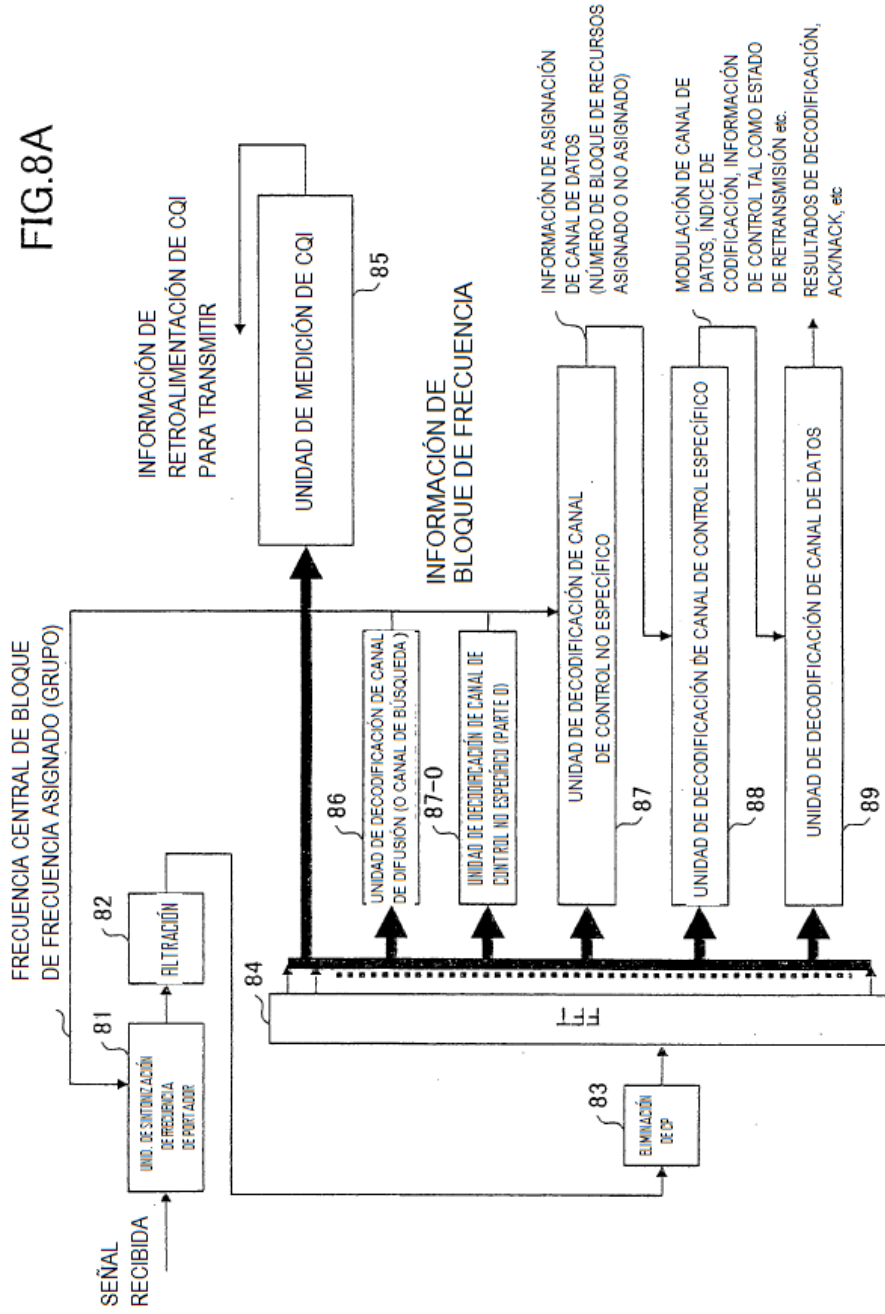 FIG.8A
FRECUENCIA CENTRAL DE BLOQUE
DE FRECUENCIA ASIGNADO (GRUPO)
SEÑAL
RECIBIDA
81
UNID. DE SINTONIZACIÓN
DE FRECUENCIA
DE PORTADOR
82
FILTRACIÓN
83
ELIMINACIÓN
DE CP
84
FFT
INFORMACIÓN DE
RETROALIMENTACIÓN DE CQI
PARA TRANSMITIR
UNIDAD DE MEDICIÓN DE CQI
85
INFORMACIÓN DE
BLOQUE DE FRECUENCIA
86
UNIDAD DE DECODIFICACIÓN DE CANAL
DE DIFUSIÓN (O CANAL DE BÚSQUEDA)
87-0
UNIDAD DE DECODIFICACIÓN DE CANAL DE
CONTROL NO ESPECÍFICO (PARTE 0)
UNIDAD DE DECODIFICACIÓN DE CANAL
DE CONTROL NO ESPECÍFICO
87
INFORMACIÓN DE ASIGNACIÓN
DE CANAL DE DATOS
(NÚMERO DE BLOQUE DE RECURSOS
ASIGNADO O NO ASIGNADO)
UNIDAD DE DECODIFICACIÓN DE CANAL DE CONTROL ESPECÍFICO
88
MODULACIÓN DE CANAL DE
DATOS, ÍNDICE DE
CODIFICACIÓN, INFORMACIÓN
DE CONTROL TAL COMO ESTADO
DE RETRANSMISIÓN etc.
UNIDAD DE DECODIFICACIÓN DE CANAL DE DATOS
89
RESULTADOS DE DECODIFICACIÓN,
ACK/NACK, etc